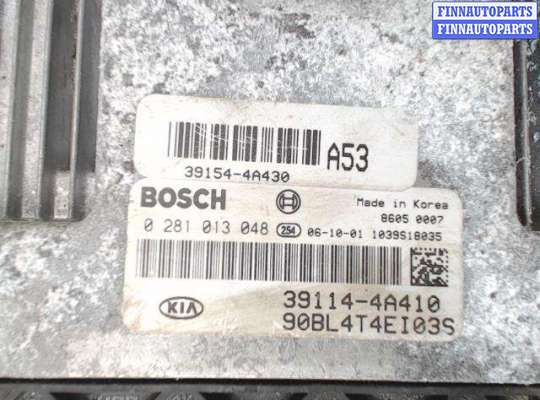 FINNAUTOPARTS
FINNAUTOPARTS
39154-4A430 A53
BOSCH Made in Korea
8605 0007
0 281 013 048 254 06-10-01 1039S18035
KIA 39114-4A410
90BL4T4EI03S